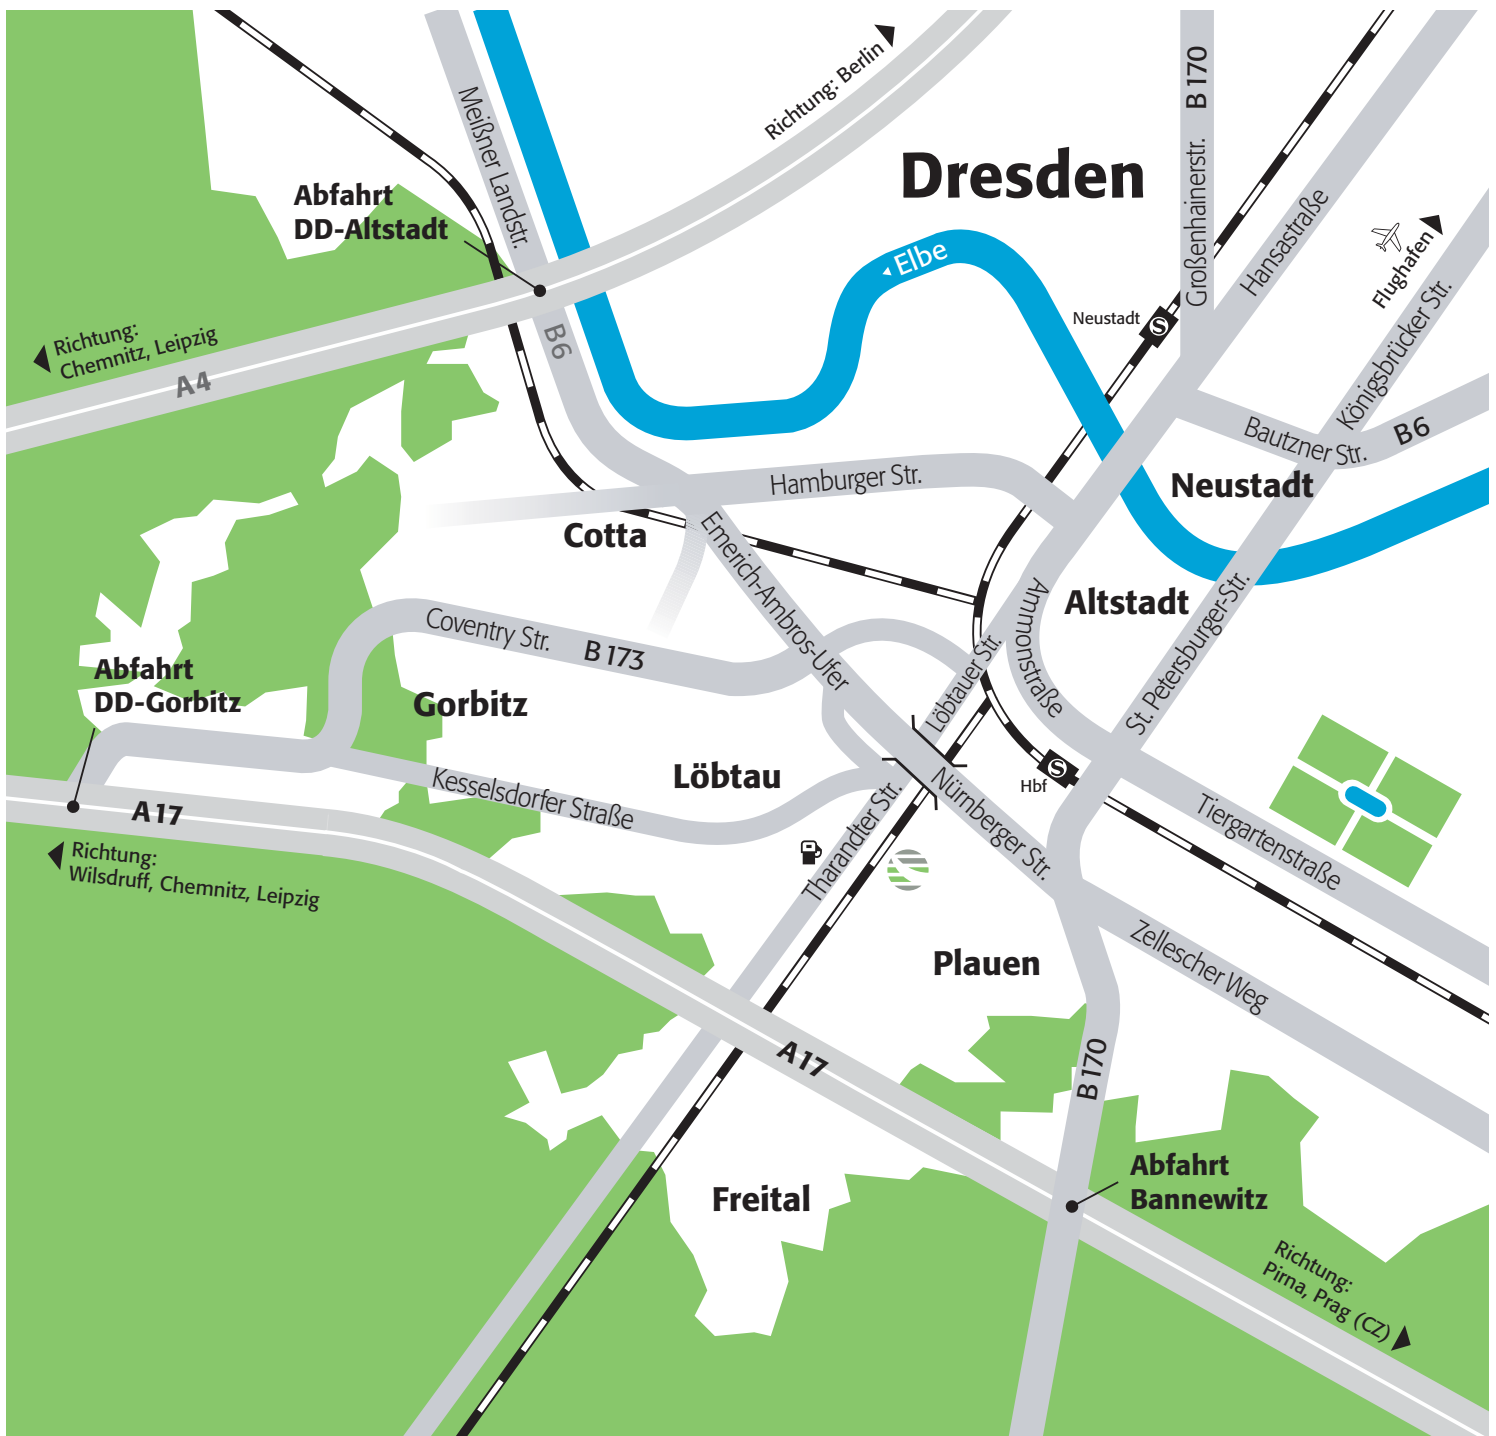 Meißner Landstr.
Richtung: Berlin
B 170
Großenhainerstr.
Dresden
Hansastraße
Abfahrt
DD-Altstadt
Elbe
Flughafen
Königsbrücker Str.
Neustadt
S
Richtung:
Chemnitz, Leipzig
A4
B6
Bautzner Str.
B6
Neustadt
Hamburger Str.
Cotta
Emerich-Ambros-Ufer
Altstadt
Ammonstraße
St. Petersburger-Str.
Coventry Str.
B 173
Löbtauer Str.
Abfahrt
DD-Gorbitz
Gorbitz
Löbtau
Kesselsdorfer Straße
S
Hbf
Nürnberger Str.
Tharandter Str.
Tiergartenstraße
A17
Richtung:
Wilsdruff, Chemnitz, Leipzig
Plauen
Zellescher Weg
A17
B 170
Abfahrt
Bannewitz
Freital
Richtung:
Pirna, Prag (CZ)